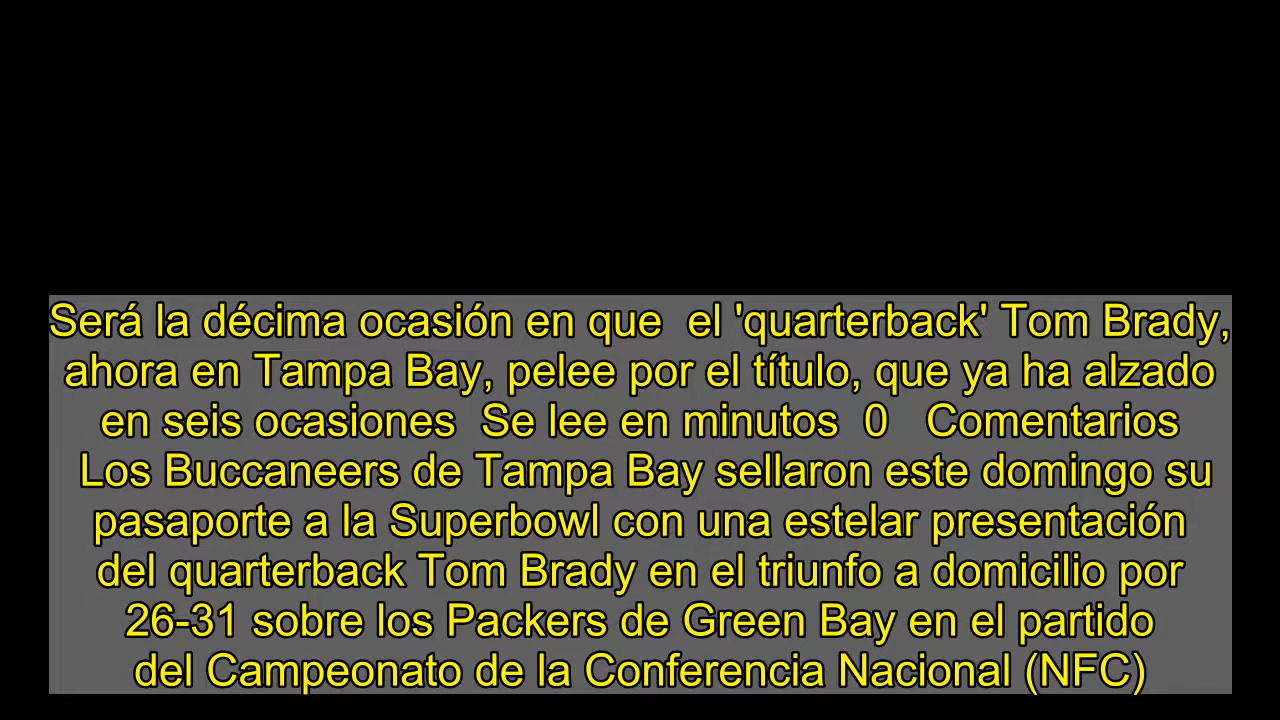 Será la décima ocasión en que  el 'quarterback' Tom Brady,
ahora en Tampa Bay, pelee por el título, que ya ha alzado
en seis ocasiones  Se lee en minutos  0   Comentarios
Los Buccaneers de Tampa Bay sellaron este domingo su
pasaporte a la Superbowl con una estelar presentación
del quarterback Tom Brady en el triunfo a domicilio por
26-31 sobre los Packers de Green Bay en el partido
del Campeonato de la Conferencia Nacional (NFC)